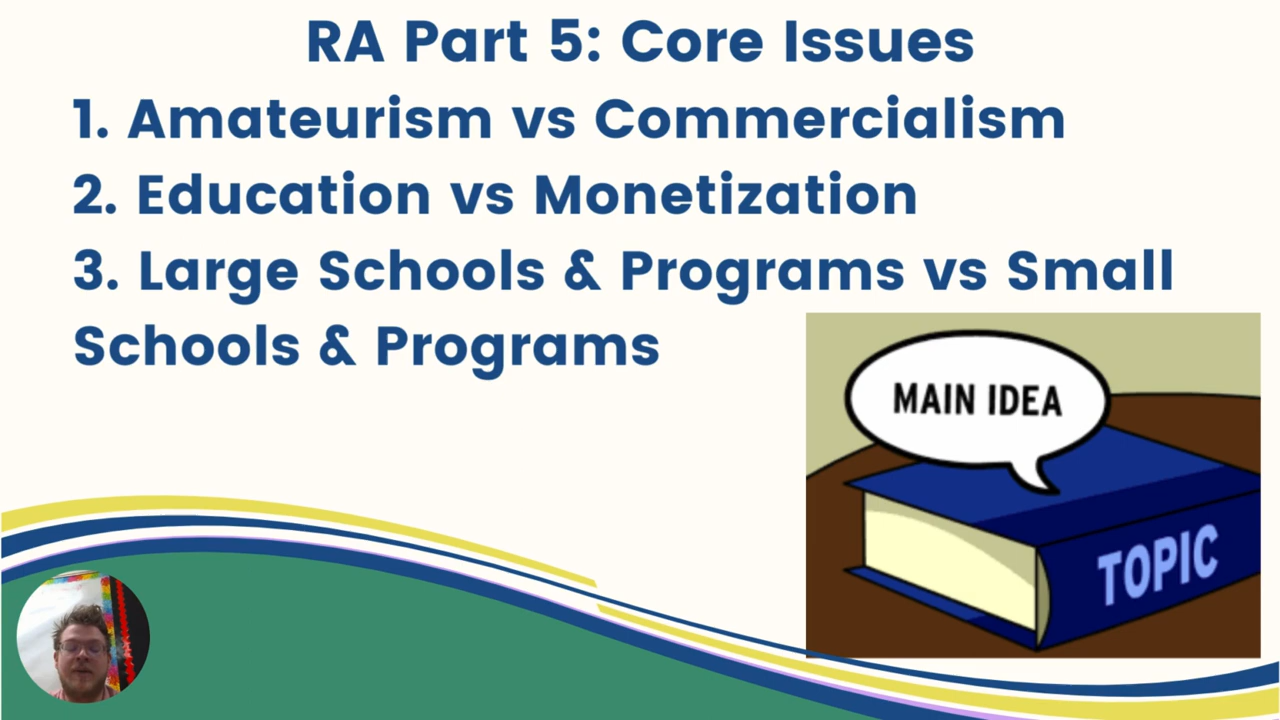 RA Part 5: Core Issues
1. Amateurism vs Commercialism
2. Education vs Monetization
3. Large Schools & Programs vs Small
Schools & Programs
MAIN IDEA
TOPIC